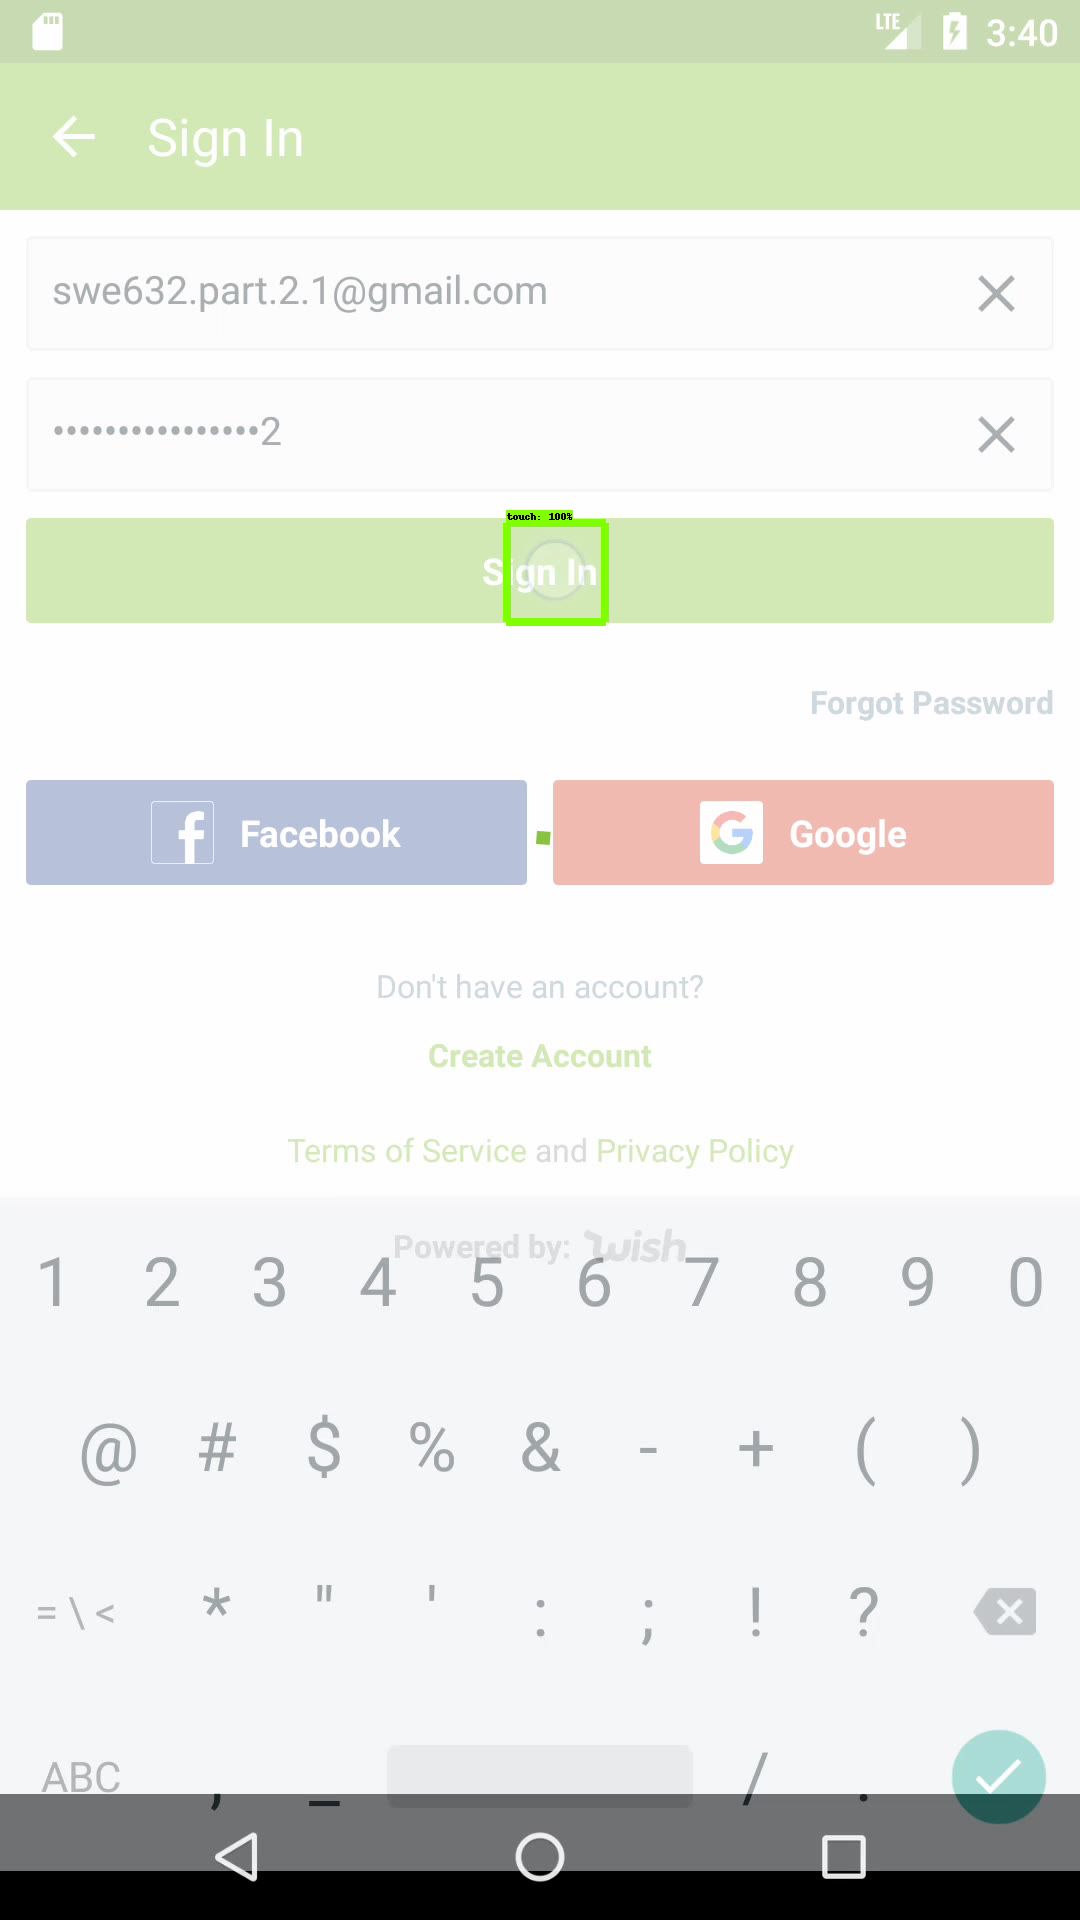 LTE 3:40
Sign In
swe632.part.2.1@gmail.com
••••••••••••••••2
touch: 100%
Sign In
Forgot Password
Facebook
Google
Don't have an account?
Create Account
Terms of Service and Privacy Policy
Powered by: wish
1 2 3 4 5 6 7 8 9 0
@ # $ % & - + ( )
= \ < * " ' : ; ! ?
ABC , _ / .